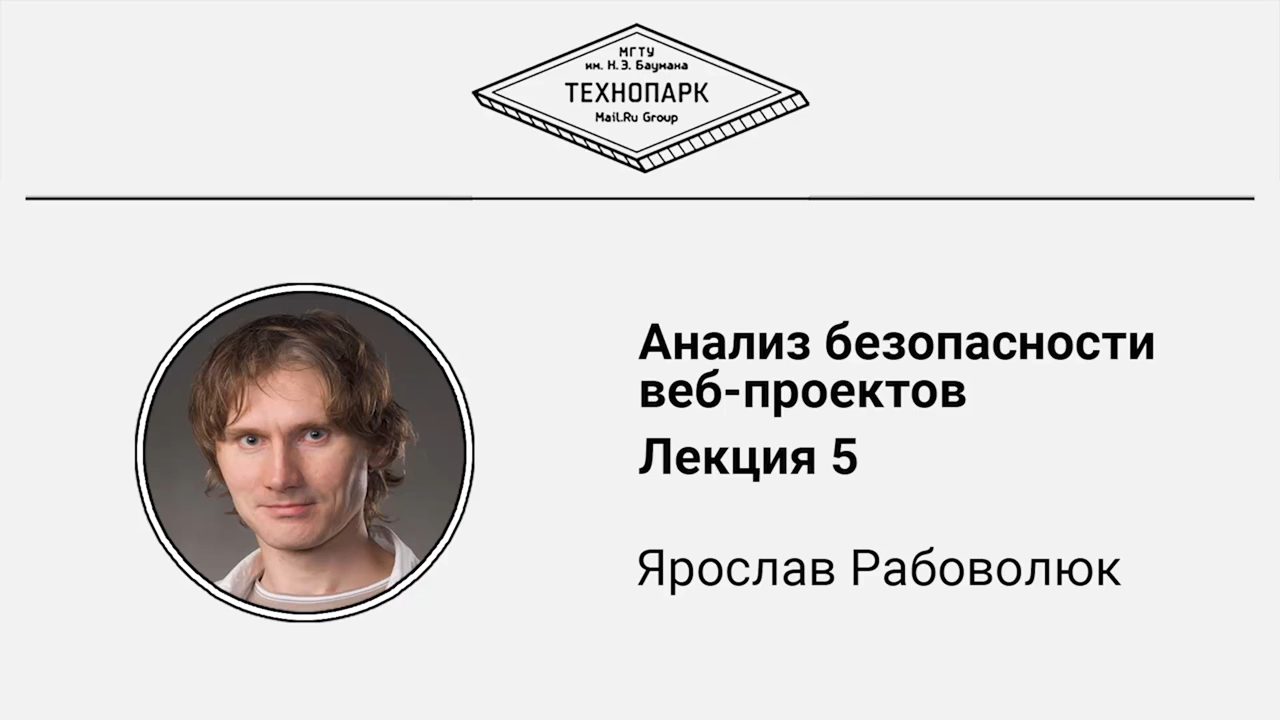 МГТУ
им. Н.Э. Баумана
ТЕХНОПАРК
Mail.Ru Group
Анализ безопасности
веб-проектов
Лекция 5
Ярослав Рабоволюк